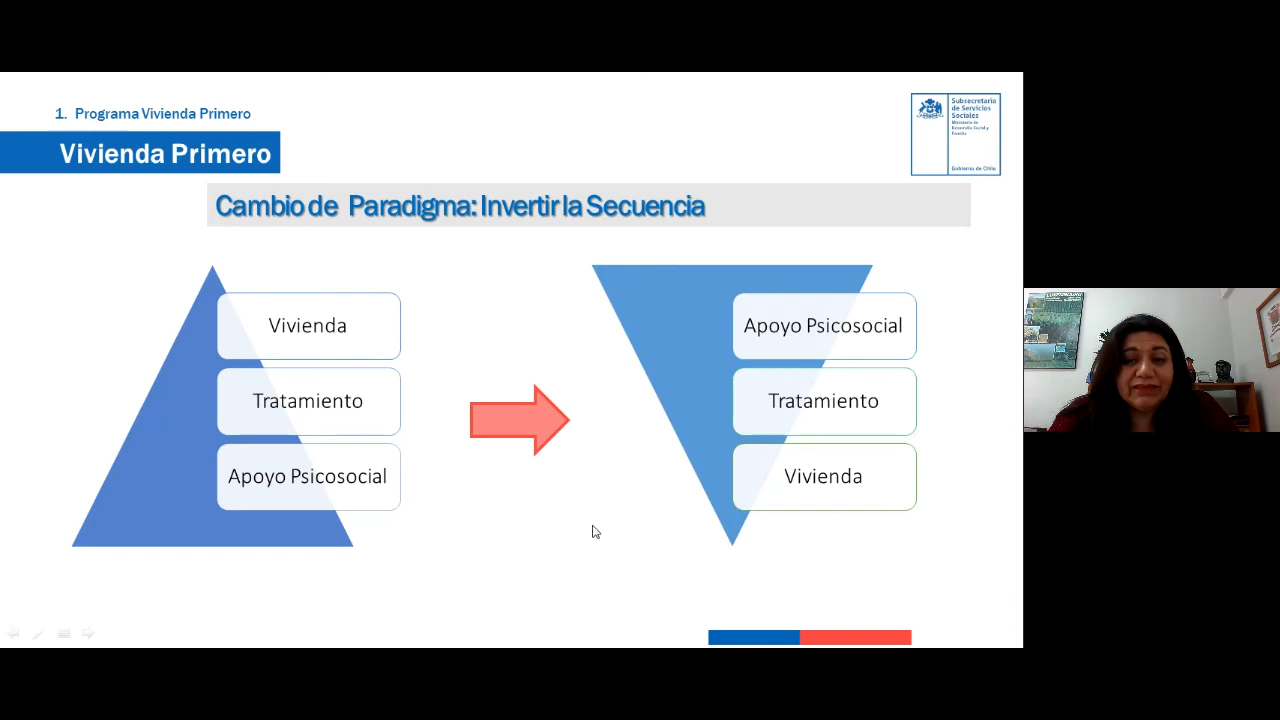 1. Programa Vivienda Primero
Vivienda Primero
Subsecretaría
de Servicios
Sociales
Ministerio de
Desarrollo Social y
Familia
Gobierno de Chile
Cambio de Paradigma: Invertir la Secuencia
Vivienda
Tratamiento
Apoyo Psicosocial
Apoyo Psicosocial
Tratamiento
Vivienda